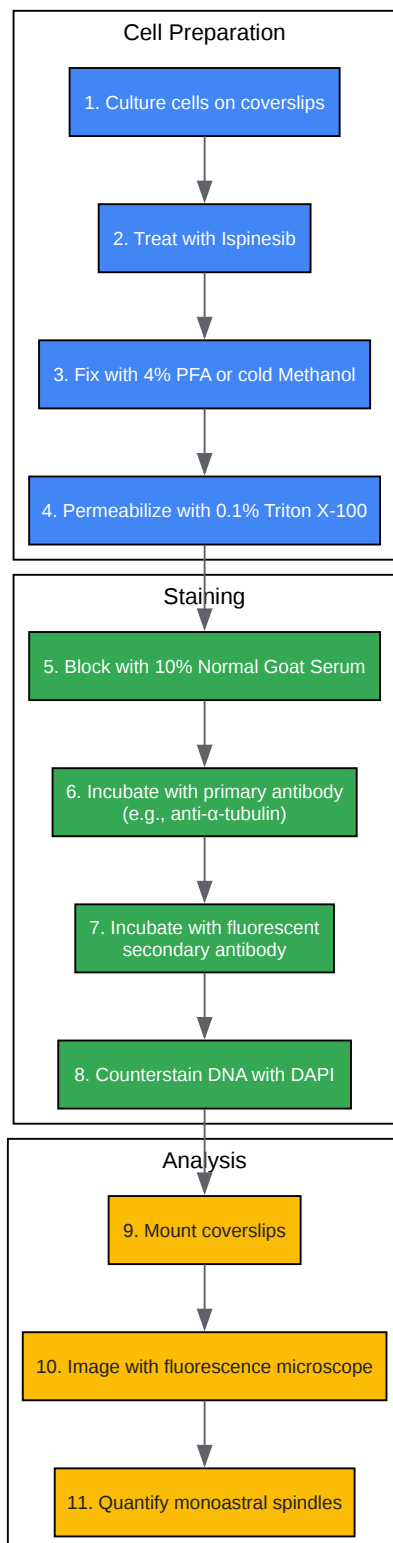 Cell Preparation
1. Culture cells on coverslips
2. Treat with Ispinesib
3. Fix with 4% PFA or cold Methanol
4. Permeabilize with 0.1% Triton X-100
Staining
5. Block with 10% Normal Goat Serum
6. Incubate with primary antibody
(e.g., anti-α-tubulin)
7. Incubate with fluorescent
secondary antibody
8. Counterstain DNA with DAPI
Analysis
9. Mount coverslips
10. Image with fluorescence microscope
11. Quantify monoastral spindles